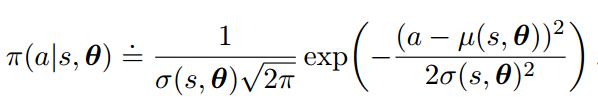 π(a|s, θ) ≐ 1/(σ(s, θ)√2π) exp(−(a − μ(s, θ))²/(2σ(s, θ)²))